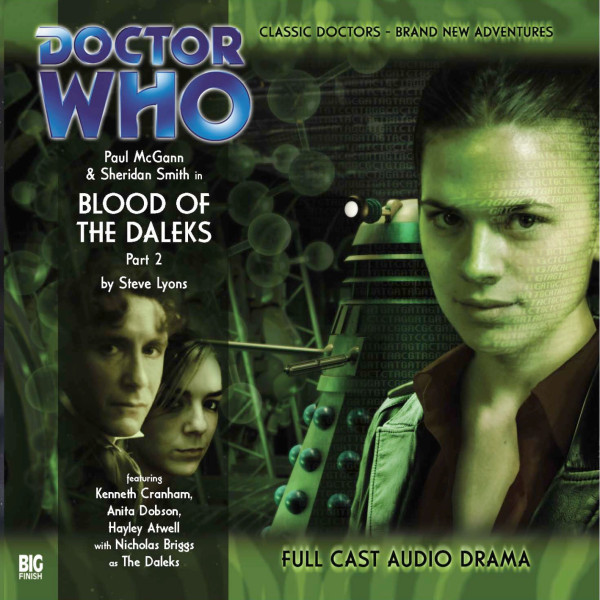 CLASSIC DOCTORS - BRAND NEW ADVENTURES
DOCTOR
WHO
Paul McGann
& Sheridan Smith in
BLOOD OF
THE DALEKS
Part 2
by Steve Lyons
featuring
Kenneth Cranham,
Anita Dobson,
Hayley Atwell
with Nicholas Briggs
as The Daleks
BIG
FINISH
FULL CAST AUDIO DRAMA